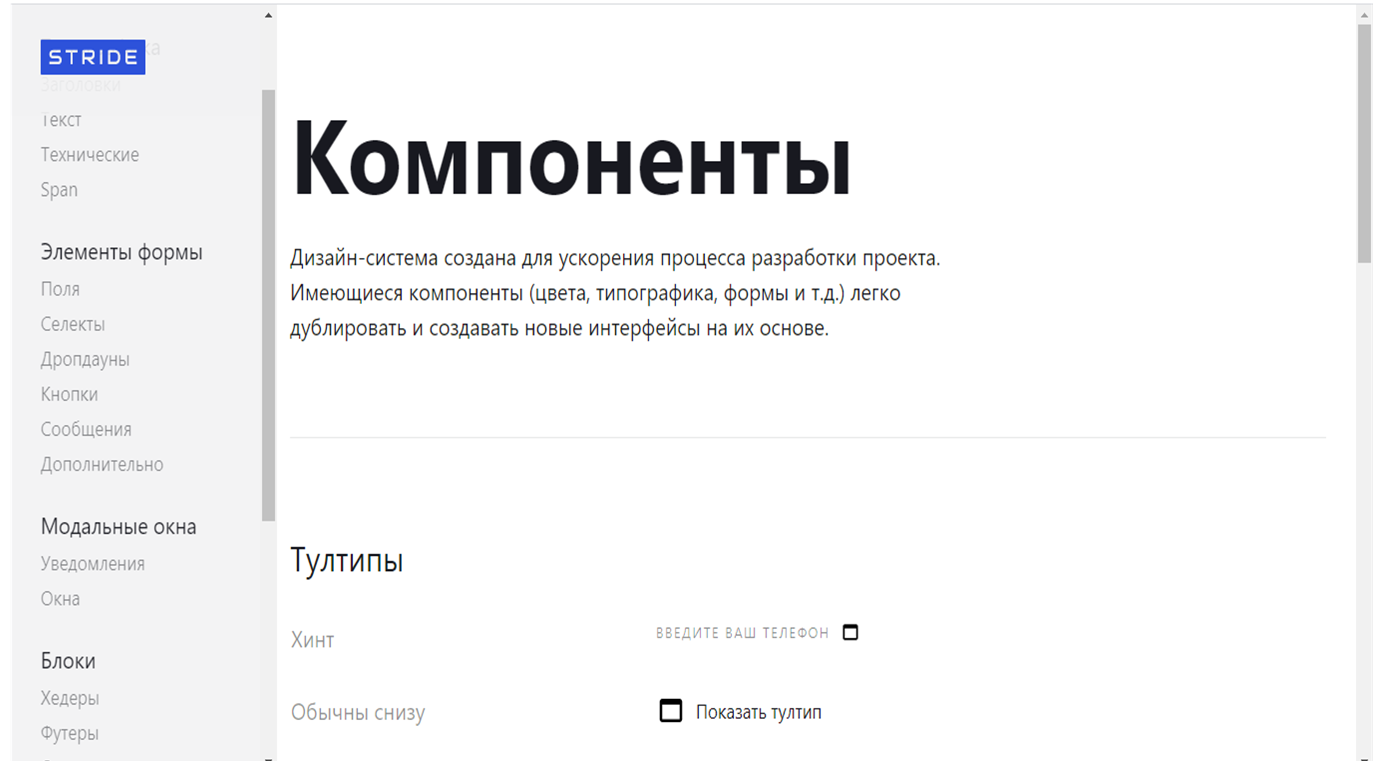 STRIDE
Заголовки
Текст
Технические
Span
Элементы формы
Поля
Селекты
Дропдауны
Кнопки
Сообщения
Дополнительно
Модальные окна
Уведомления
Окна
Блоки
Хедеры
Футеры
Компоненты
Дизайн-система создана для ускорения процесса разработки проекта.
Имеющиеся компоненты (цвета, типографика, формы и т.д.) легко
дублировать и создавать новые интерфейсы на их основе.
Тултипы
Хинт
ВВЕДИТЕ ВАШ ТЕЛЕФОН
Обычны снизу
Показать тултип